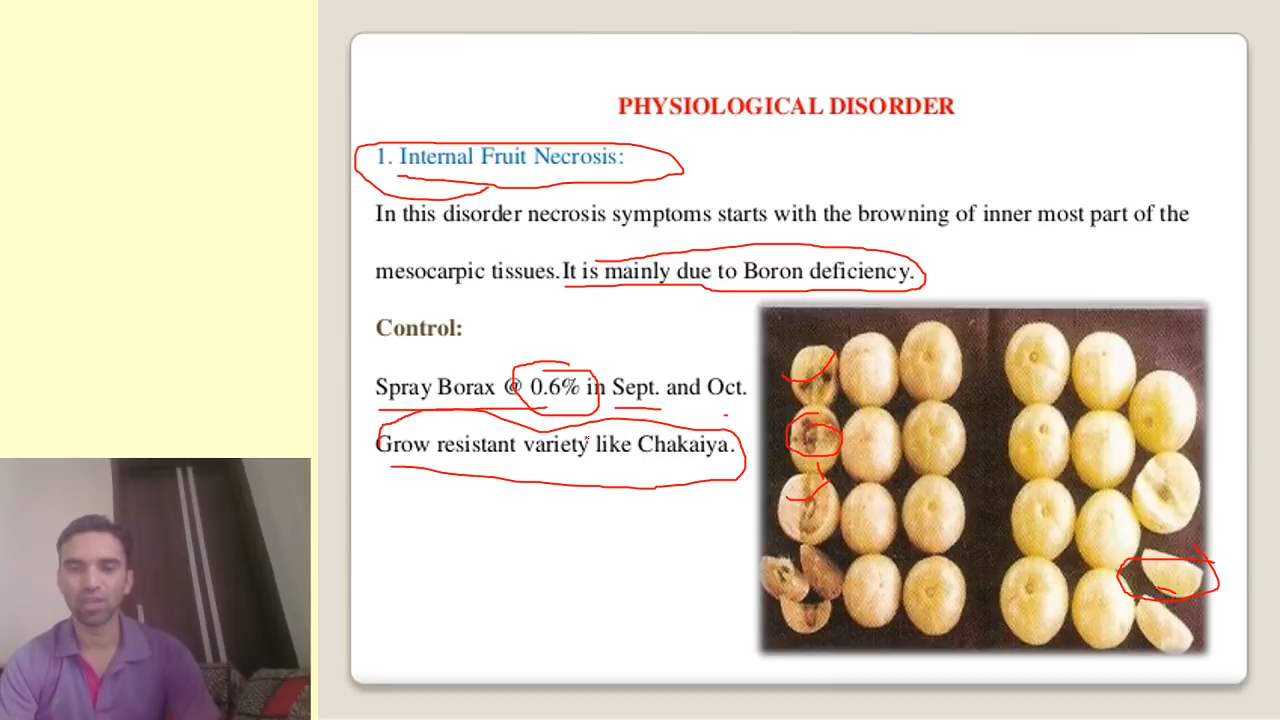 PHYSIOLOGICAL DISORDER
1. Internal Fruit Necrosis:
In this disorder necrosis symptoms starts with the browning of inner most part of the
mesocarpic tissues.It is mainly due to Boron deficiency.
Control:
Spray Borax @ 0.6% in Sept. and Oct.
Grow resistant variety like Chakaiya.